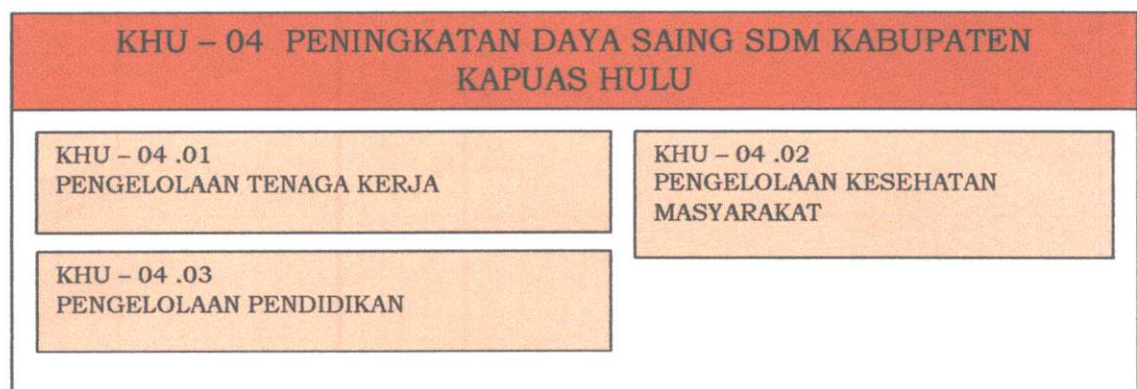 KHU – 04 PENINGKATAN DAYA SAING SDM KABUPATEN
KAPUAS HULU
KHU – 04 .01
PENGELOLAAN TENAGA KERJA
KHU – 04 .02
PENGELOLAAN KESEHATAN
MASYARAKAT
KHU – 04 .03
PENGELOLAAN PENDIDIKAN